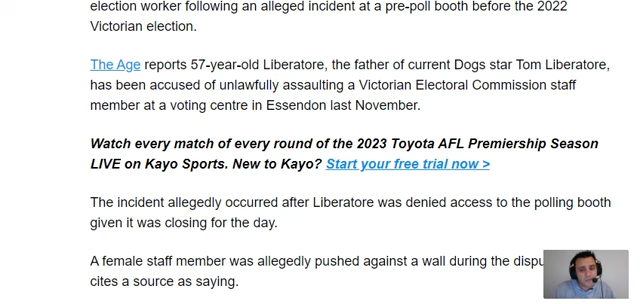 election worker following an alleged incident at a pre-poll booth before the 2022
Victorian election.
The Age reports 57-year-old Liberatore, the father of current Dogs star Tom Liberatore,
has been accused of unlawfully assaulting a Victorian Electoral Commission staff
member at a voting centre in Essendon last November.
Watch every match of every round of the 2023 Toyota AFL Premiership Season
LIVE on Kayo Sports. New to Kayo? Start your free trial now >
The incident allegedly occurred after Liberatore was denied access to the polling booth
given it was closing for the day.
A female staff member was allegedly pushed against a wall during the
cites a source as saying.